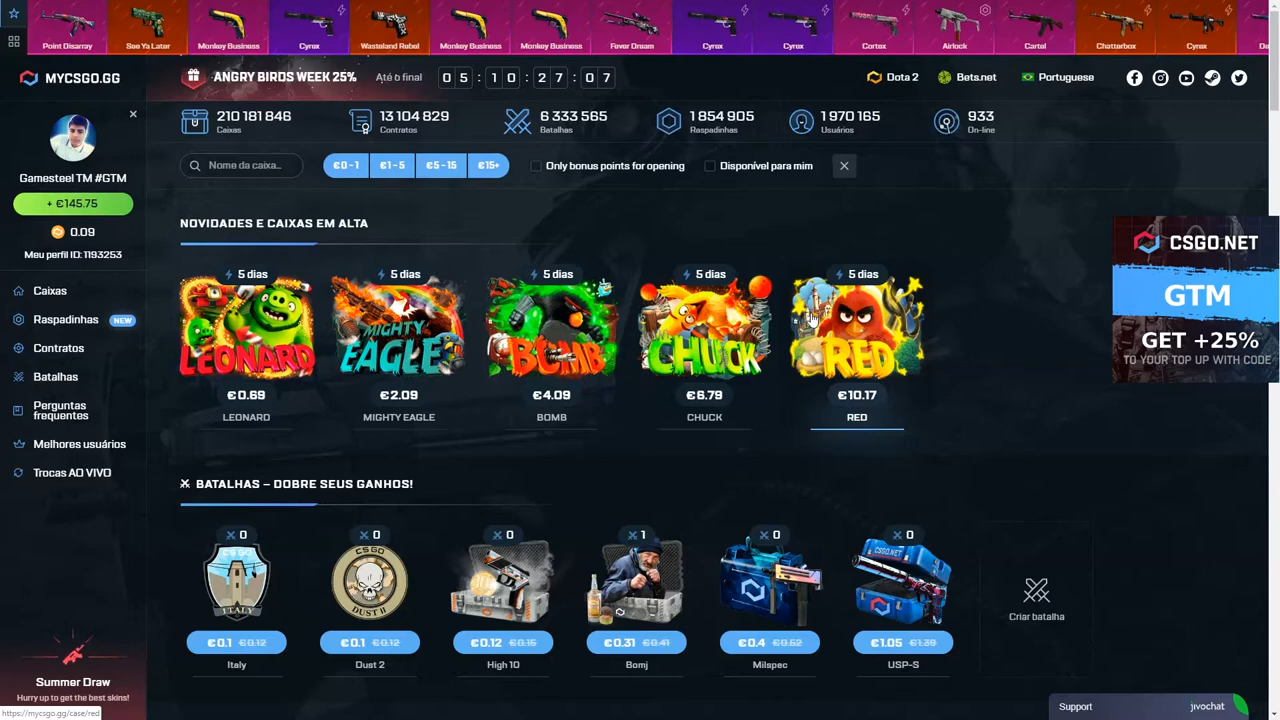 Point Disarray
See Ya Later
Monkey Business
Cyrex
Wasteland Rebel
Monkey Business
Monkey Business
Fever Dream
Cyrex
Cyrex
Cortex
Airlock
Cartel
Chatterbox
Cyrex
MYCSGO.GG
ANGRY BIRDS WEEK 25%
Até o final
05:10:27:07
Dota 2
Bets.net
Portuguese
210 181 846
Caixas
13 104 829
Contratos
6 333 565
Batalhas
1 854 905
Raspadinhas
1 970 165
Usuários
933
On-line
Gamesteel TM #GTM
+ €145.75
0.09
Meu perfil ID: 1193253
Caixas
Raspadinhas NEW
Contratos
Batalhas
Perguntas
frequentes
Melhores usuários
Trocas AO VIVO
Summer Draw
Hurry up to get the best skins!
https://mycsgo.gg/case/red
Nome da caixa...
€0 - 1
€1 - 5
€5 - 15
€15+
Only bonus points for opening
Disponível para mim
NOVIDADES E CAIXAS EM ALTA
5 dias
5 dias
5 dias
5 dias
5 dias
LEONARD
MIGHTY
EAGLE
BOMB
CHUCK
RED
€0.69
€2.09
€4.09
€6.79
€10.17
LEONARD
MIGHTY EAGLE
BOMB
CHUCK
RED
CSGO.NET
GTM
GET +25%
TO YOUR TOP UP WITH CODE
BATALHAS – DOBRE SEUS GANHOS!
0
0
0
1
0
0
CS GO
ITALY
CS GO
DUST II
CSGO.NET
€0.1 €0.12
€0.1 €0.12
€0.12 €0.15
€0.31 €0.41
€0.4 €0.52
€1.05 €1.39
Italy
Dust 2
High 10
Bomj
Milspec
USP-S
Criar batalha
Support
jivochat